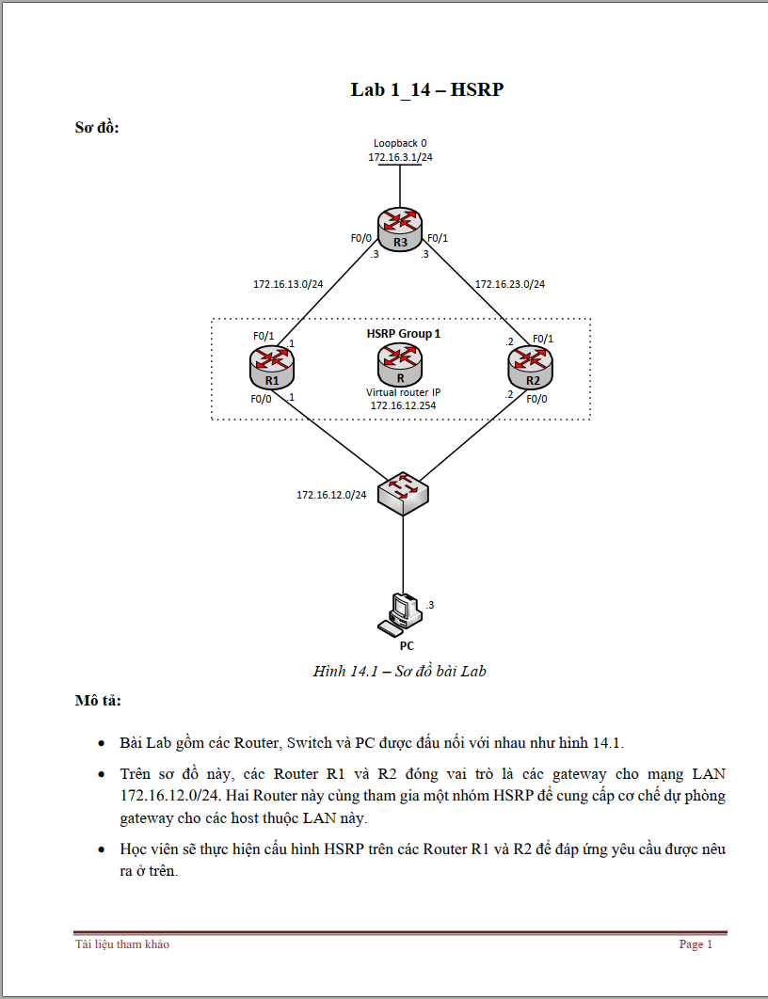 Lab 1_14 – HSRP
Sơ đồ:
Loopback 0
172.16.3.1/24
F0/0
R3
F0/1
.3
.3
172.16.13.0/24
172.16.23.0/24
F0/1
.1
HSRP Group 1
.2
F0/1
R1
R
R2
F0/0
.1
Virtual router IP
172.16.12.254
.2
F0/0
172.16.12.0/24
.3
PC
Hình 14.1 – Sơ đồ bài Lab
Mô tả:
• Bài Lab gồm các Router, Switch và PC được đấu nối với nhau như hình 14.1.
• Trên sơ đồ này, các Router R1 và R2 đóng vai trò là các gateway cho mạng LAN
172.16.12.0/24. Hai Router này cùng tham gia một nhóm HSRP để cung cấp cơ chế dự phòng
gateway cho các host thuộc LAN này.
• Học viên sẽ thực hiện cấu hình HSRP trên các Router R1 và R2 để đáp ứng yêu cầu được nêu
ra ở trên.
Tài liệu tham khảo
Page 1